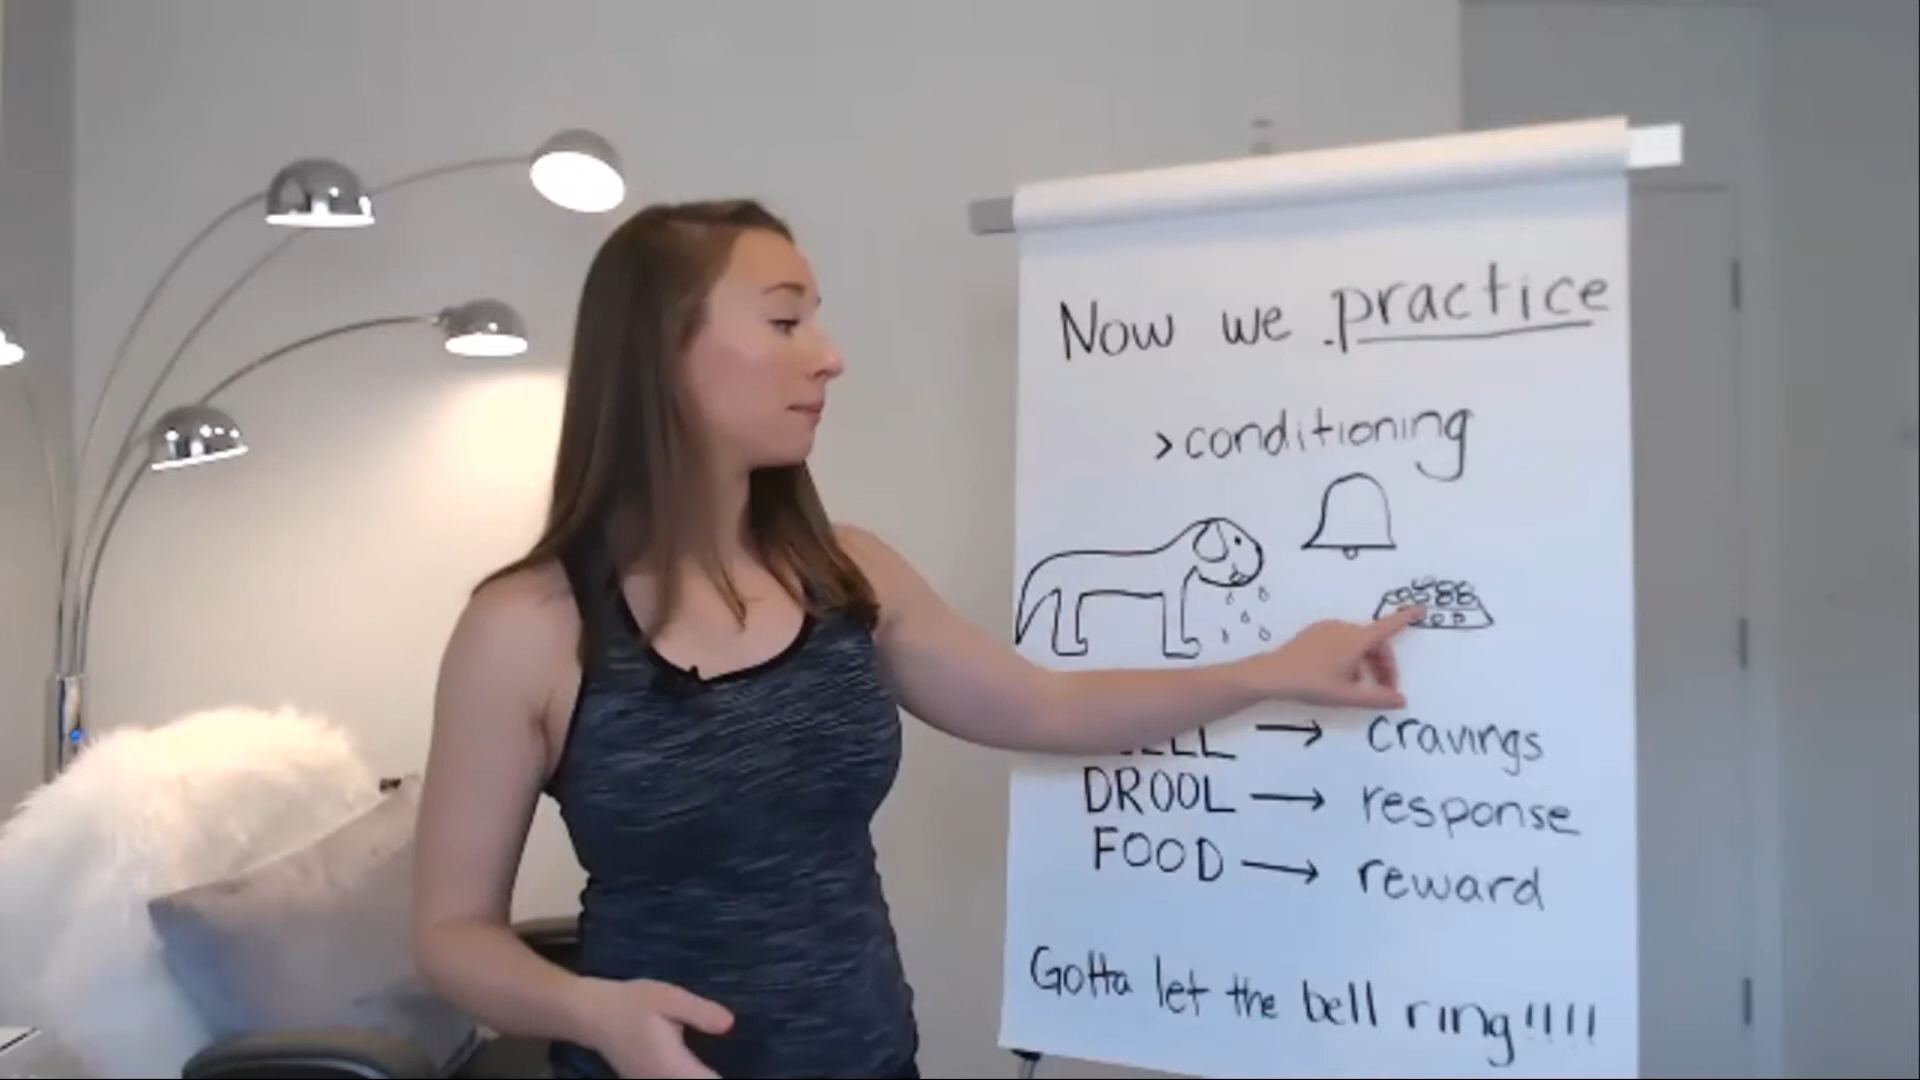 Now we practice
>conditioning
→ cravings
DROOL → response
FOOD → reward
Gotta let the bell ring!!!!